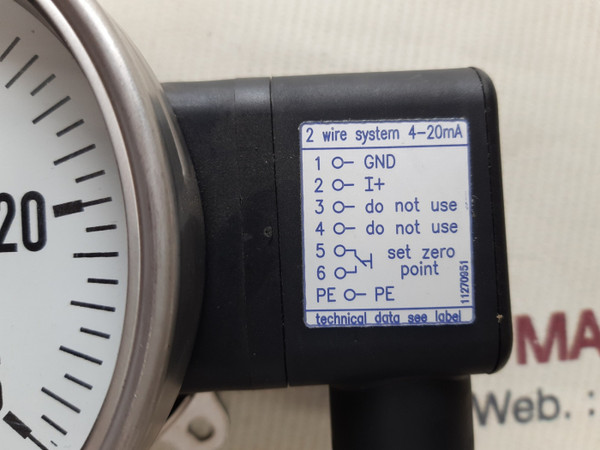 2 wire system 4-20mA
1 GND
2 I+
3 do not use
4 do not use
5 set zero
6 point
PE PE
technical data see label
11270951
20
MA
Web. :